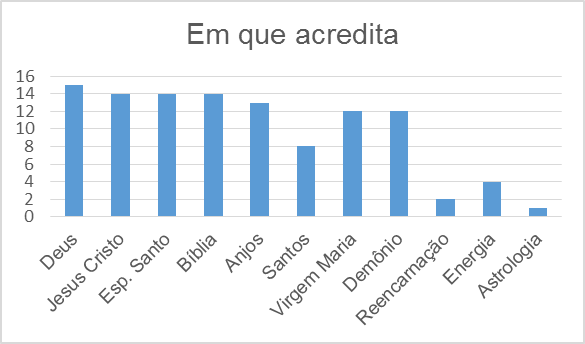 Em que acredita
16
14
12
10
8
6
4
2
0
Deus
Jesus Cristo
Esp. Santo
Bíblia
Anjos
Santos
Virgem Maria
Demônio
Reencarnação
Energia
Astrologia